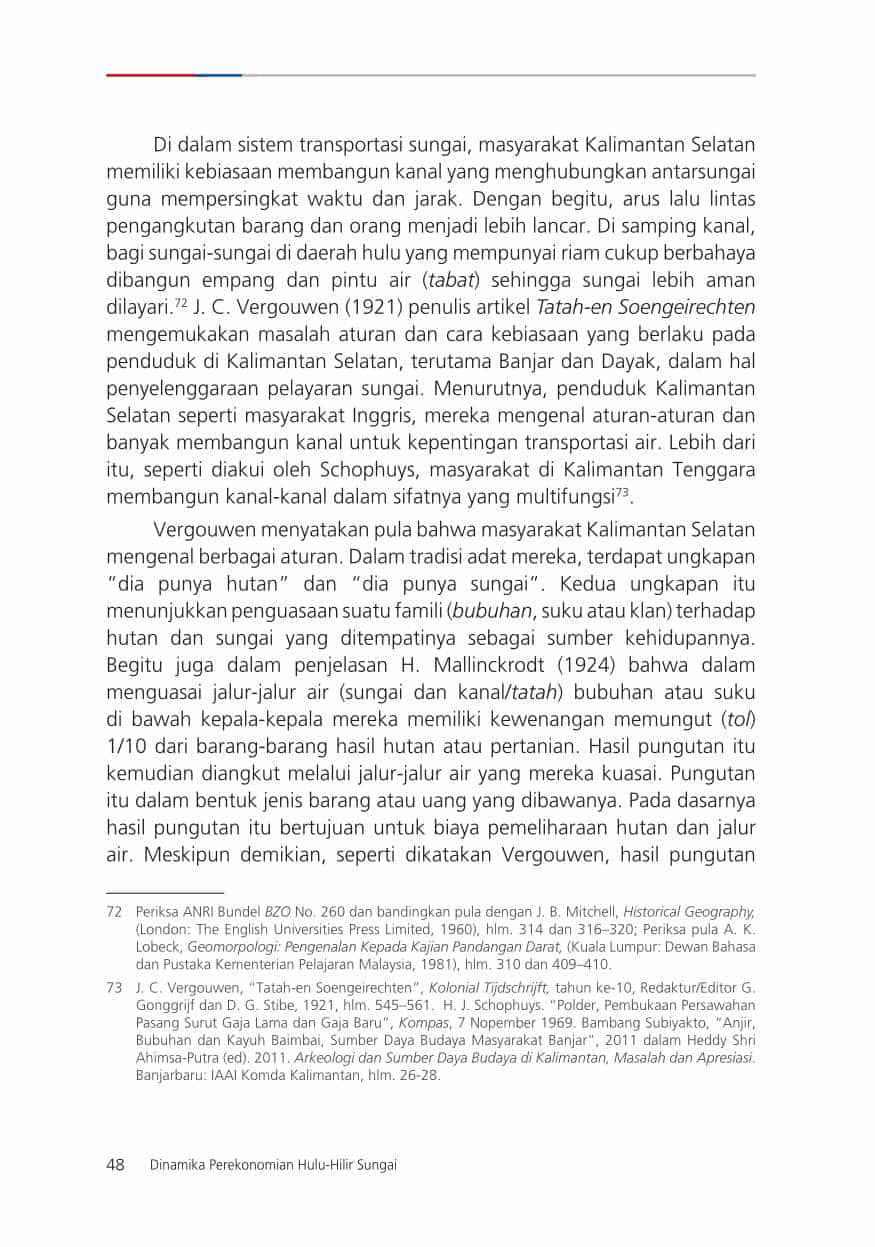 Di dalam sistem transportasi sungai, masyarakat Kalimantan Selatan
memiliki kebiasaan membangun kanal yang menghubungkan antarsungai
guna mempersingkat waktu dan jarak. Dengan begitu, arus lalu lintas
pengangkutan barang dan orang menjadi lebih lancar. Di samping kanal,
bagi sungai-sungai di daerah hulu yang mempunyai riam cukup berbahaya
dibangun empang dan pintu air (tabat) sehingga sungai lebih aman
dilayari.72 J. C. Vergouwen (1921) penulis artikel Tatah-en Soengeirechten
mengemukakan masalah aturan dan cara kebiasaan yang berlaku pada
penduduk di Kalimantan Selatan, terutama Banjar dan Dayak, dalam hal
penyelenggaraan pelayaran sungai. Menurutnya, penduduk Kalimantan
Selatan seperti masyarakat Inggris, mereka mengenal aturan-aturan dan
banyak membangun kanal untuk kepentingan transportasi air. Lebih dari
itu, seperti diakui oleh Schophuys, masyarakat di Kalimantan Tenggara
membangun kanal-kanal dalam sifatnya yang multifungsi73.
Vergouwen menyatakan pula bahwa masyarakat Kalimantan Selatan
mengenal berbagai aturan. Dalam tradisi adat mereka, terdapat ungkapan
“dia punya hutan” dan “dia punya sungai”. Kedua ungkapan itu
menunjukkan penguasaan suatu famili (bubuhan, suku atau klan) terhadap
hutan dan sungai yang ditempatinya sebagai sumber kehidupannya.
Begitu juga dalam penjelasan H. Mallinckrodt (1924) bahwa dalam
menguasai jalur-jalur air (sungai dan kanal/tatah) bubuhan atau suku
di bawah kepala-kepala mereka memiliki kewenangan memungut (tol)
1/10 dari barang-barang hasil hutan atau pertanian. Hasil pungutan itu
kemudian diangkut melalui jalur-jalur air yang mereka kuasai. Pungutan
itu dalam bentuk jenis barang atau uang yang dibawanya. Pada dasarnya
hasil pungutan itu bertujuan untuk biaya pemeliharaan hutan dan jalur
air. Meskipun demikian, seperti dikatakan Vergouwen, hasil pungutan
72 Periksa ANRI Bundel BZO No. 260 dan bandingkan pula dengan J. B. Mitchell, Historical Geography,
(London: The English Universities Press Limited, 1960), hlm. 314 dan 316–320; Periksa pula A. K.
Lobeck, Geomorpologi: Pengenalan Kepada Kajian Pandangan Darat, (Kuala Lumpur: Dewan Bahasa
dan Pustaka Kementerian Pelajaran Malaysia, 1981), hlm. 310 dan 409–410.
73 J. C. Vergouwen, “Tatah-en Soengeirechten”, Kolonial Tijdschrijft, tahun ke-10, Redaktur/Editor G.
Gonggrijf dan D. G. Stibe, 1921, hlm. 545–561. H. J. Schophuys. “Polder, Pembukaan Persawahan
Pasang Surut Gaja Lama dan Gaja Baru”, Kompas, 7 Nopember 1969. Bambang Subiyakto, “Anjir,
Bubuhan dan Kayuh Baimbai, Sumber Daya Budaya Masyarakat Banjar”, 2011 dalam Heddy Shri
Ahimsa-Putra (ed). 2011. Arkeologi dan Sumber Daya Budaya di Kalimantan, Masalah dan Apresiasi.
Banjarbaru: IAAI Komda Kalimantan, hlm. 26-28.
48 Dinamika Perekonomian Hulu-Hilir Sungai